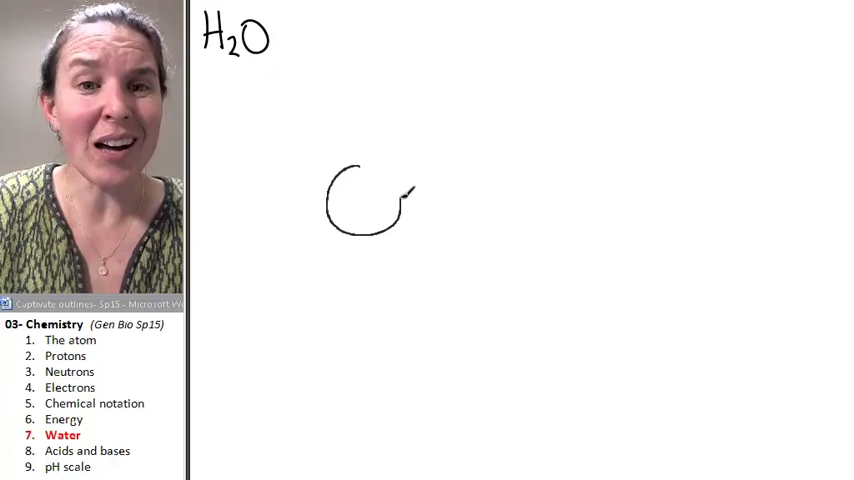 H₂O
Captivate outlines- Sp15 - Microsoft Wo
03- Chemistry (Gen Bio Sp15)
1. The atom
2. Protons
3. Neutrons
4. Electrons
5. Chemical notation
6. Energy
7. Water
8. Acids and bases
9. pH scale